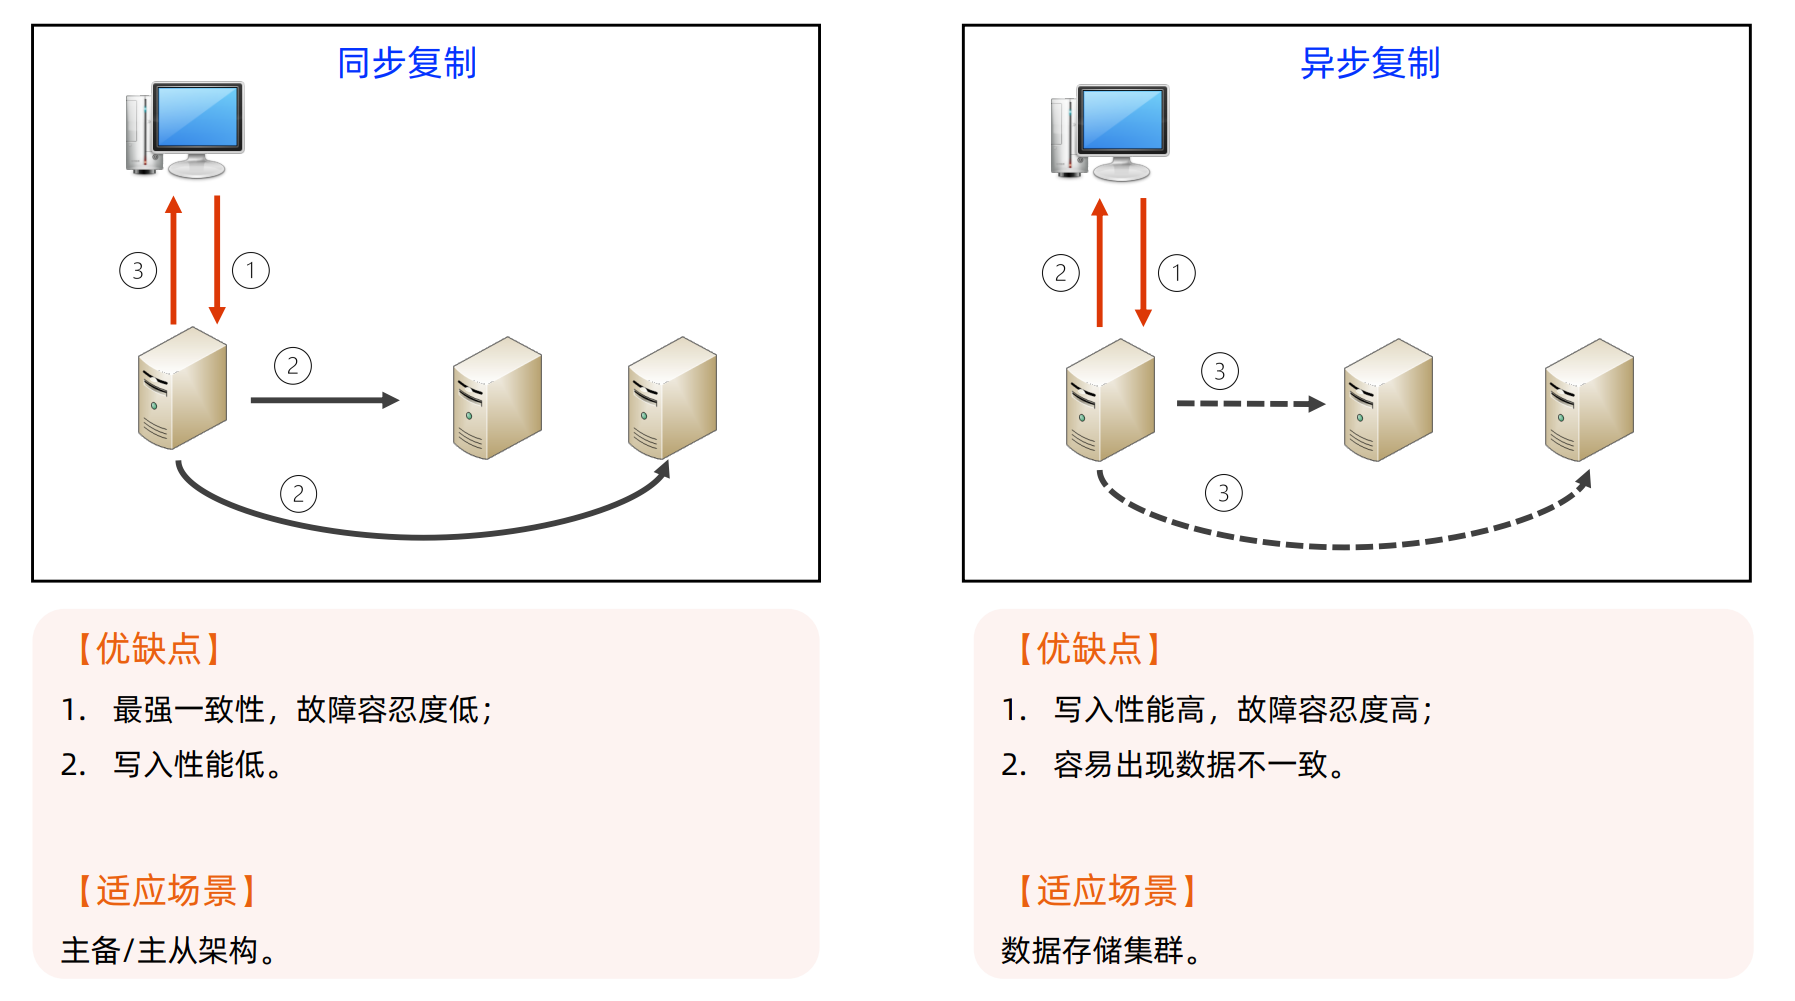 同步复制
③ ①
②
②
【优缺点】
1. 最强一致性，故障容忍度低；
2. 写入性能低。
【适应场景】
主备/主从架构。
异步复制
② ①
③
③
【优缺点】
1. 写入性能高，故障容忍度高；
2. 容易出现数据不一致。
【适应场景】
数据存储集群。